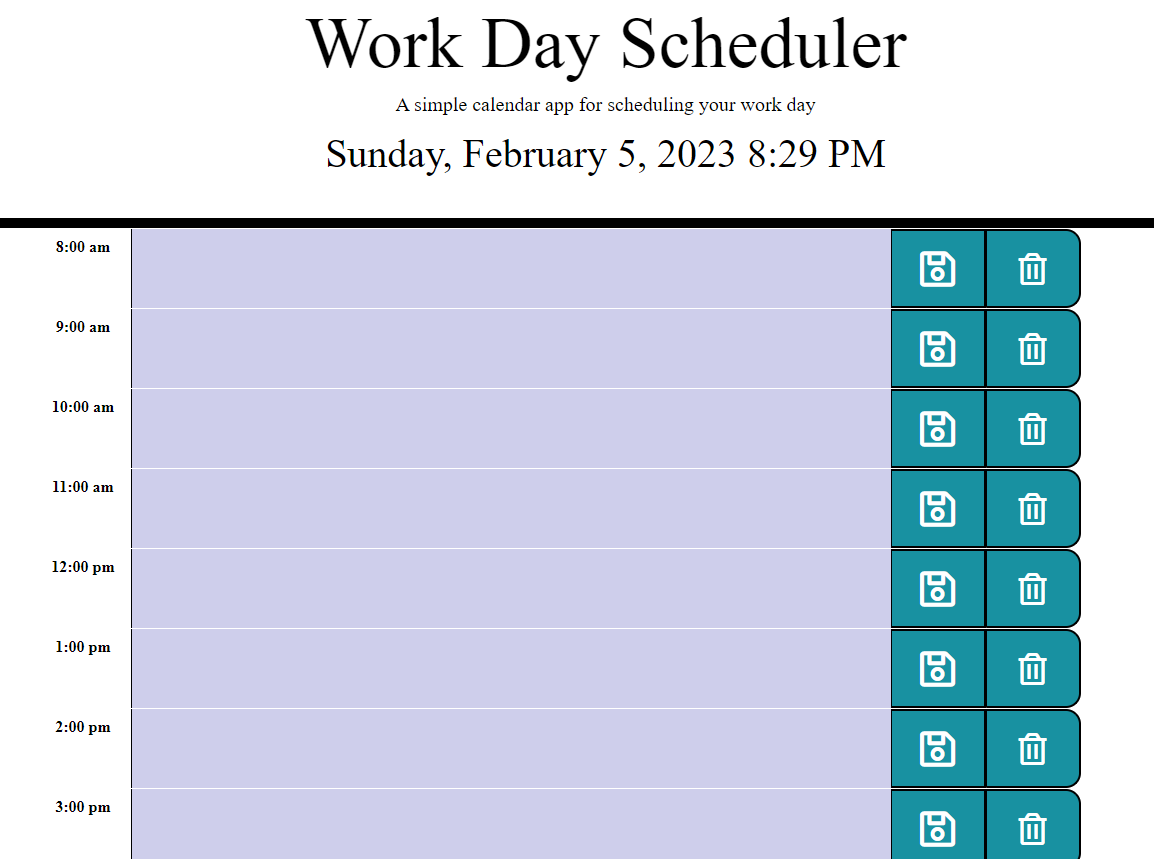 Work Day Scheduler
A simple calendar app for scheduling your work day
Sunday, February 5, 2023 8:29 PM
8:00 am
9:00 am
10:00 am
11:00 am
12:00 pm
1:00 pm
2:00 pm
3:00 pm